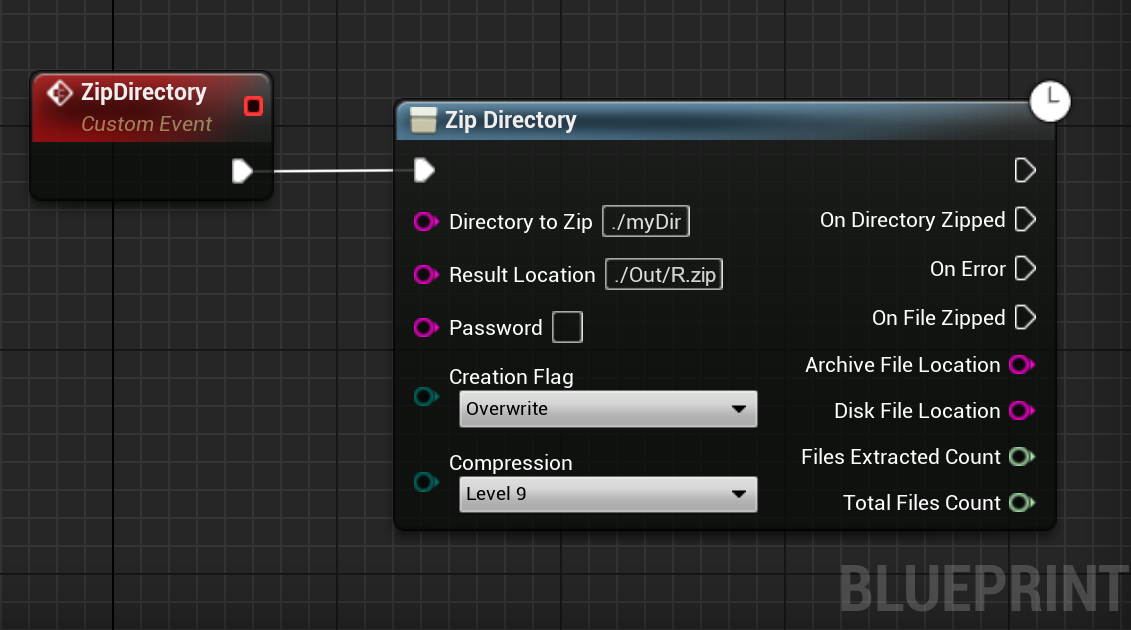 ZipDirectory
Custom Event
Zip Directory
Directory to Zip ./myDir
Result Location ./Out/R.zip
Password
Creation Flag
Overwrite
Compression
Level 9
On Directory Zipped
On Error
On File Zipped
Archive File Location
Disk File Location
Files Extracted Count
Total Files Count
BLUEPRINT